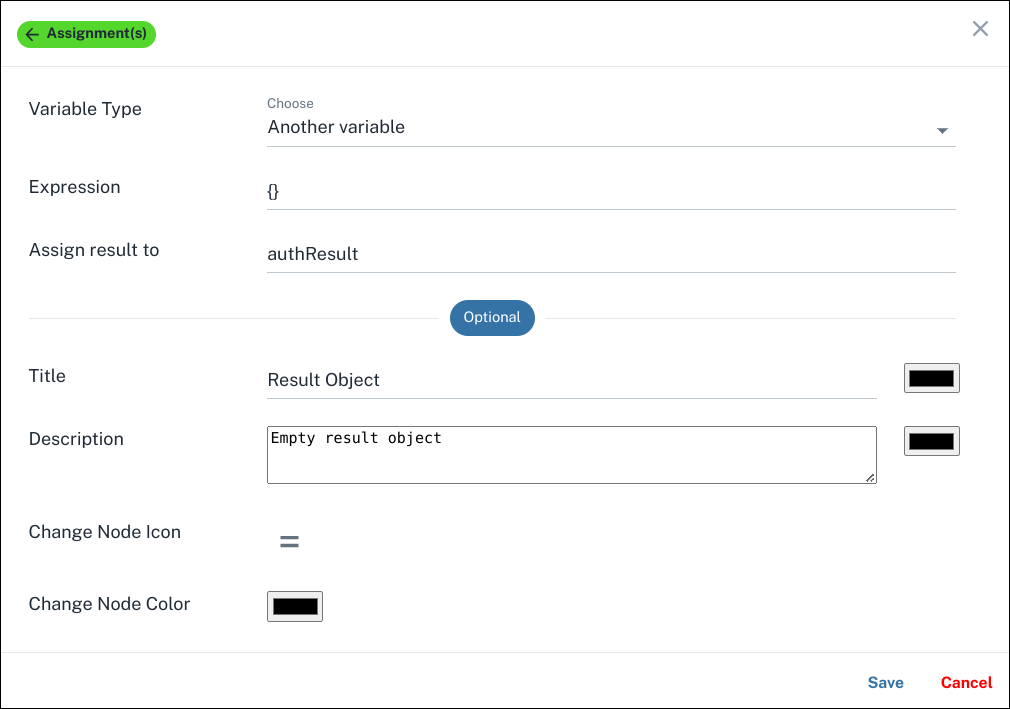 Assignment(s)
Variable Type
Choose
Another variable
Expression
{}
Assign result to
authResult
Optional
Title
Result Object
Description
Empty result object
Change Node Icon
Change Node Color
Save
Cancel